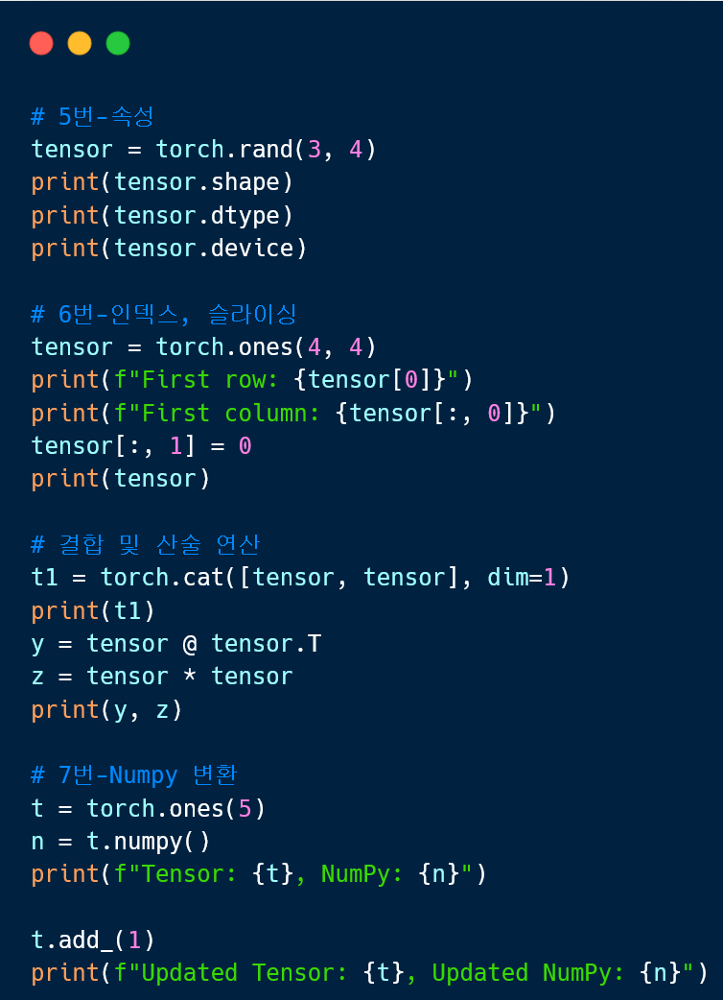 # 5번-속성
tensor = torch.rand(3, 4)
print(tensor.shape)
print(tensor.dtype)
print(tensor.device)
# 6번-인덱스, 슬라이싱
tensor = torch.ones(4, 4)
print(f"First row: {tensor[0]}")
print(f"First column: {tensor[:, 0]}")
tensor[:, 1] = 0
print(tensor)
# 결합 및 산술 연산
t1 = torch.cat([tensor, tensor], dim=1)
print(t1)
y = tensor @ tensor.T
z = tensor * tensor
print(y, z)
# 7번-Numpy 변환
t = torch.ones(5)
n = t.numpy()
print(f"Tensor: {t}, NumPy: {n}")
t.add_(1)
print(f"Updated Tensor: {t}, Updated NumPy: {n}")